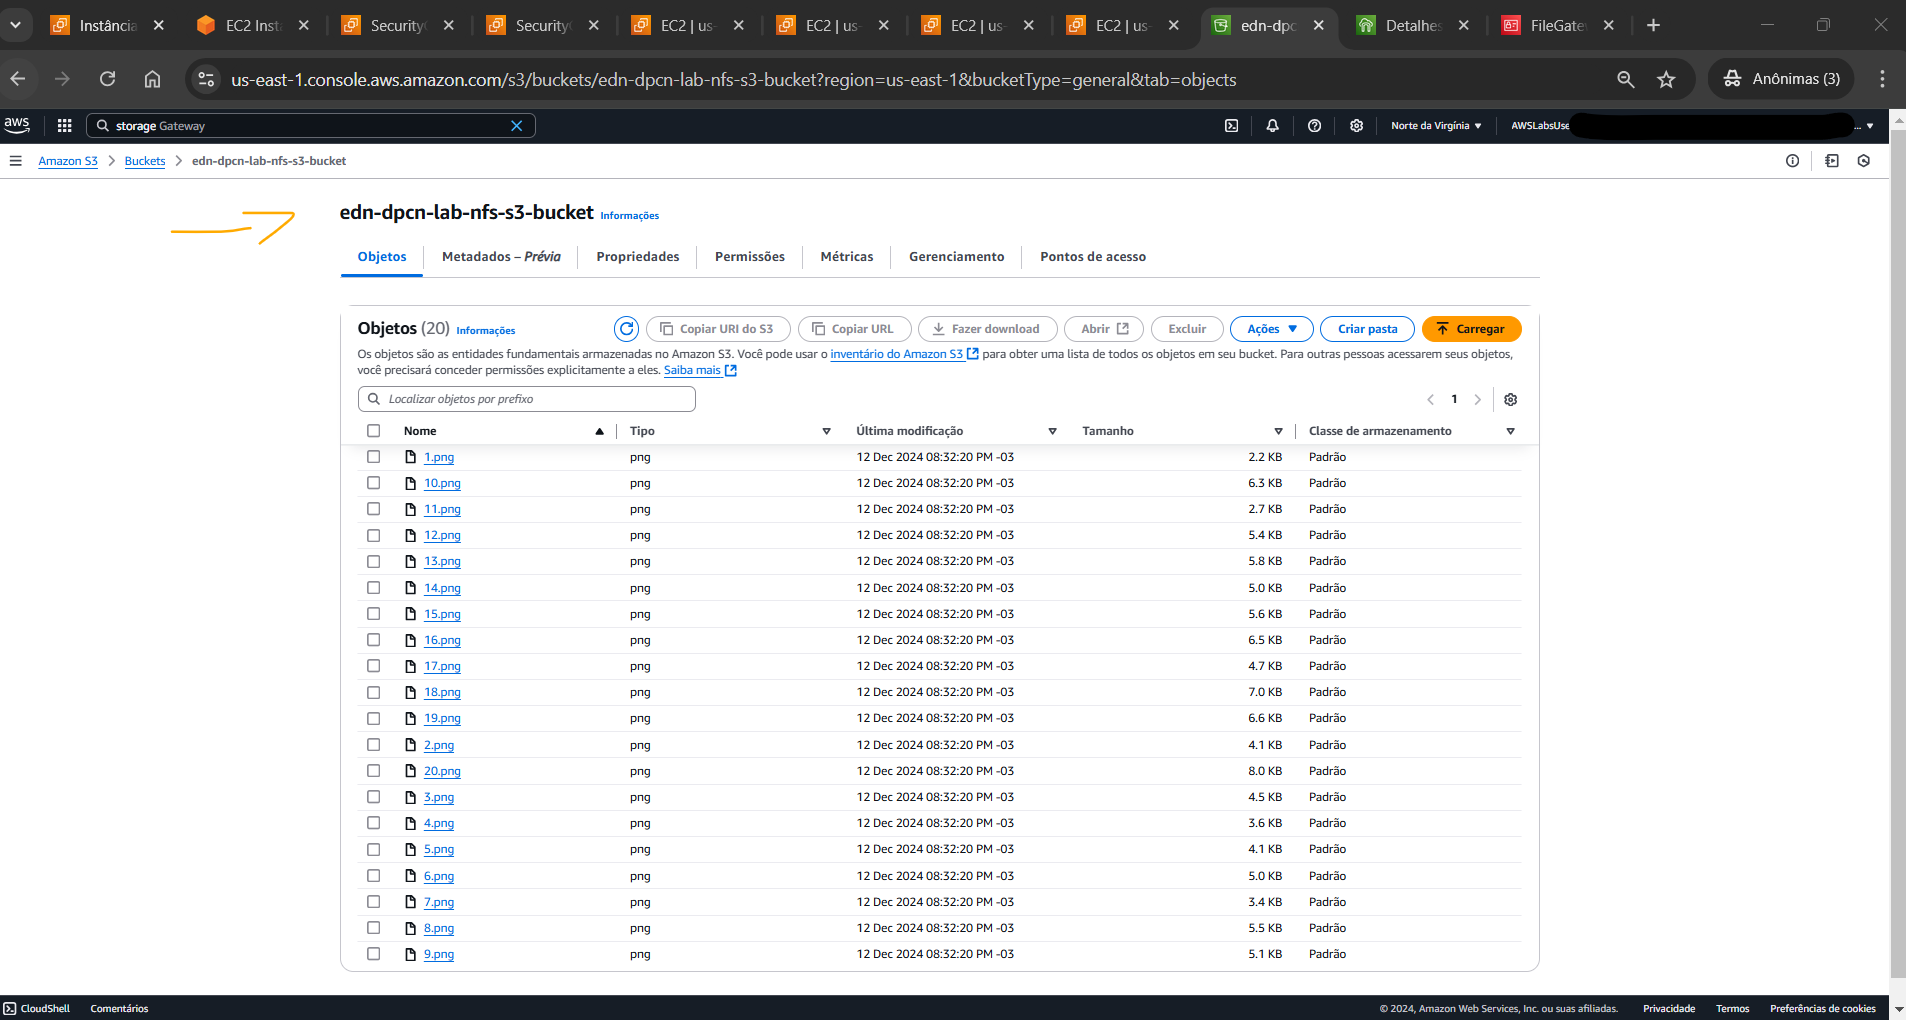 Instância
EC2 Inst
Security
Security
EC2 | us-
EC2 | us-
EC2 | us-
EC2 | us-
edn-dpc
Detalhes
FileGate
us-east-1.console.aws.amazon.com/s3/buckets/edn-dpcn-lab-nfs-s3-bucket?region=us-east-1&bucketType=general&tab=objects
Anônimas (3)
aws
storage Gateway
Norte da Virgínia
AWSLabsUse
...
Amazon S3 > Buckets > edn-dpcn-lab-nfs-s3-bucket
edn-dpcn-lab-nfs-s3-bucket Informações
Objetos Metadados – Prévia Propriedades Permissões Métricas Gerenciamento Pontos de acesso
Objetos (20) Informações Copiar URI do S3 Copiar URL Fazer download Abrir Excluir Ações Criar pasta Carregar
Os objetos são as entidades fundamentais armazenadas no Amazon S3. Você pode usar o inventário do Amazon S3 para obter uma lista de todos os objetos em seu bucket. Para outras pessoas acessarem seus objetos,
você precisará conceder permissões explicitamente a eles. Saiba mais
Localizar objetos por prefixo
< 1 >
Nome Tipo Última modificação Tamanho Classe de armazenamento
1.png png 12 Dec 2024 08:32:20 PM -03 2.2 KB Padrão
10.png png 12 Dec 2024 08:32:20 PM -03 6.3 KB Padrão
11.png png 12 Dec 2024 08:32:20 PM -03 2.7 KB Padrão
12.png png 12 Dec 2024 08:32:20 PM -03 5.4 KB Padrão
13.png png 12 Dec 2024 08:32:20 PM -03 5.8 KB Padrão
14.png png 12 Dec 2024 08:32:20 PM -03 5.0 KB Padrão
15.png png 12 Dec 2024 08:32:20 PM -03 5.6 KB Padrão
16.png png 12 Dec 2024 08:32:20 PM -03 6.5 KB Padrão
17.png png 12 Dec 2024 08:32:20 PM -03 4.7 KB Padrão
18.png png 12 Dec 2024 08:32:20 PM -03 7.0 KB Padrão
19.png png 12 Dec 2024 08:32:20 PM -03 6.6 KB Padrão
2.png png 12 Dec 2024 08:32:20 PM -03 4.1 KB Padrão
20.png png 12 Dec 2024 08:32:20 PM -03 8.0 KB Padrão
3.png png 12 Dec 2024 08:32:20 PM -03 4.5 KB Padrão
4.png png 12 Dec 2024 08:32:20 PM -03 3.6 KB Padrão
5.png png 12 Dec 2024 08:32:20 PM -03 4.1 KB Padrão
6.png png 12 Dec 2024 08:32:20 PM -03 5.0 KB Padrão
7.png png 12 Dec 2024 08:32:20 PM -03 3.4 KB Padrão
8.png png 12 Dec 2024 08:32:20 PM -03 5.5 KB Padrão
9.png png 12 Dec 2024 08:32:20 PM -03 5.1 KB Padrão
CloudShell Comentários © 2024, Amazon Web Services, Inc. ou suas afiliadas. Privacidade Termos Preferências de cookies